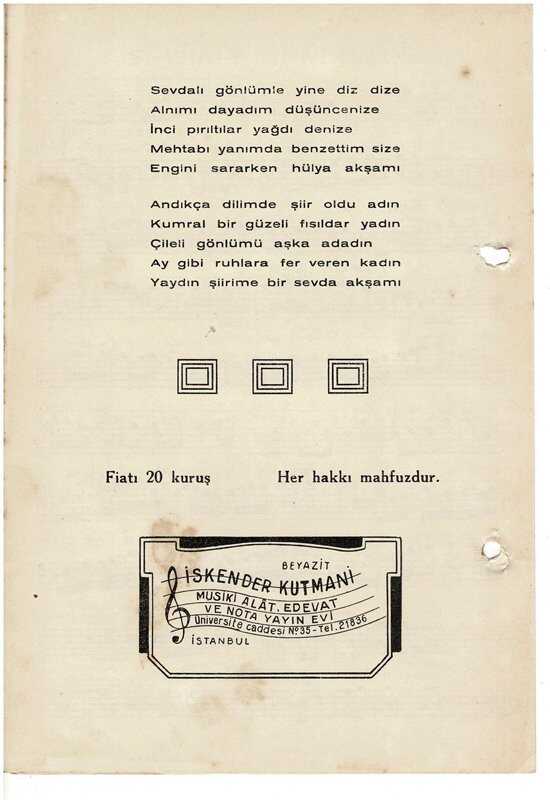 Sevdalı gönlümle yine diz dize
Alnımı dayadım düşüncenize
İnci pırıltılar yağdı denize
Mehtabı yanımda benzettim size
Engini sararken hülya akşamı
Andıkça dilimde şiir oldu adın
Kumral bir güzeli fısıldar yadın
Çileli gönlümü aşka adadın
Ay gibi ruhlara fer veren kadın
Yaydın şiirime bir sevda akşamı
Fiatı 20 kuruş Her hakkı mahfuzdur.
BEYAZİT
İSKENDER KUTMANİ
MUSİKİ ALÂT, EDEVAT
VE NOTA YAYIN EVİ
Üniversite caddesi Nº35-Tel.21836
İSTANBUL